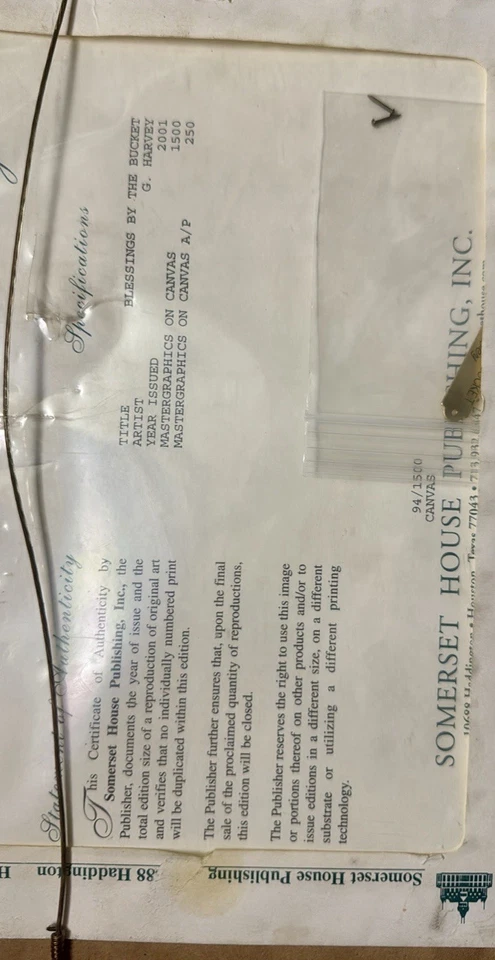 Statement of Authenticity
This Certificate of Authenticity by
Somerset House Publishing, Inc., the
Publisher, documents the year of issue and the
total edition size of a reproduction of original art
and verifies that no individually numbered print
will be duplicated within this edition.
The Publisher further ensures that, upon the final
sale of the proclaimed quantity of reproductions,
this edition will be closed.
The Publisher reserves the right to use this image
or portions thereof on other products and/or to
issue editions in a different size, on a different
substrate or utilizing a different printing
technology.
Specifications
TITLE BLESSINGS BY THE BUCKET
ARTIST G. HARVEY
YEAR ISSUED 2001
MASTERGRAPHICS ON CANVAS 1500
MASTERGRAPHICS ON CANVAS A/P 250
94/1500
CANVAS
SOMERSET HOUSE PUBLISHING, INC.
10688 Haddington • Houston, Texas 77043 • 713 932
Somerset House Publishing
88 Haddington
H